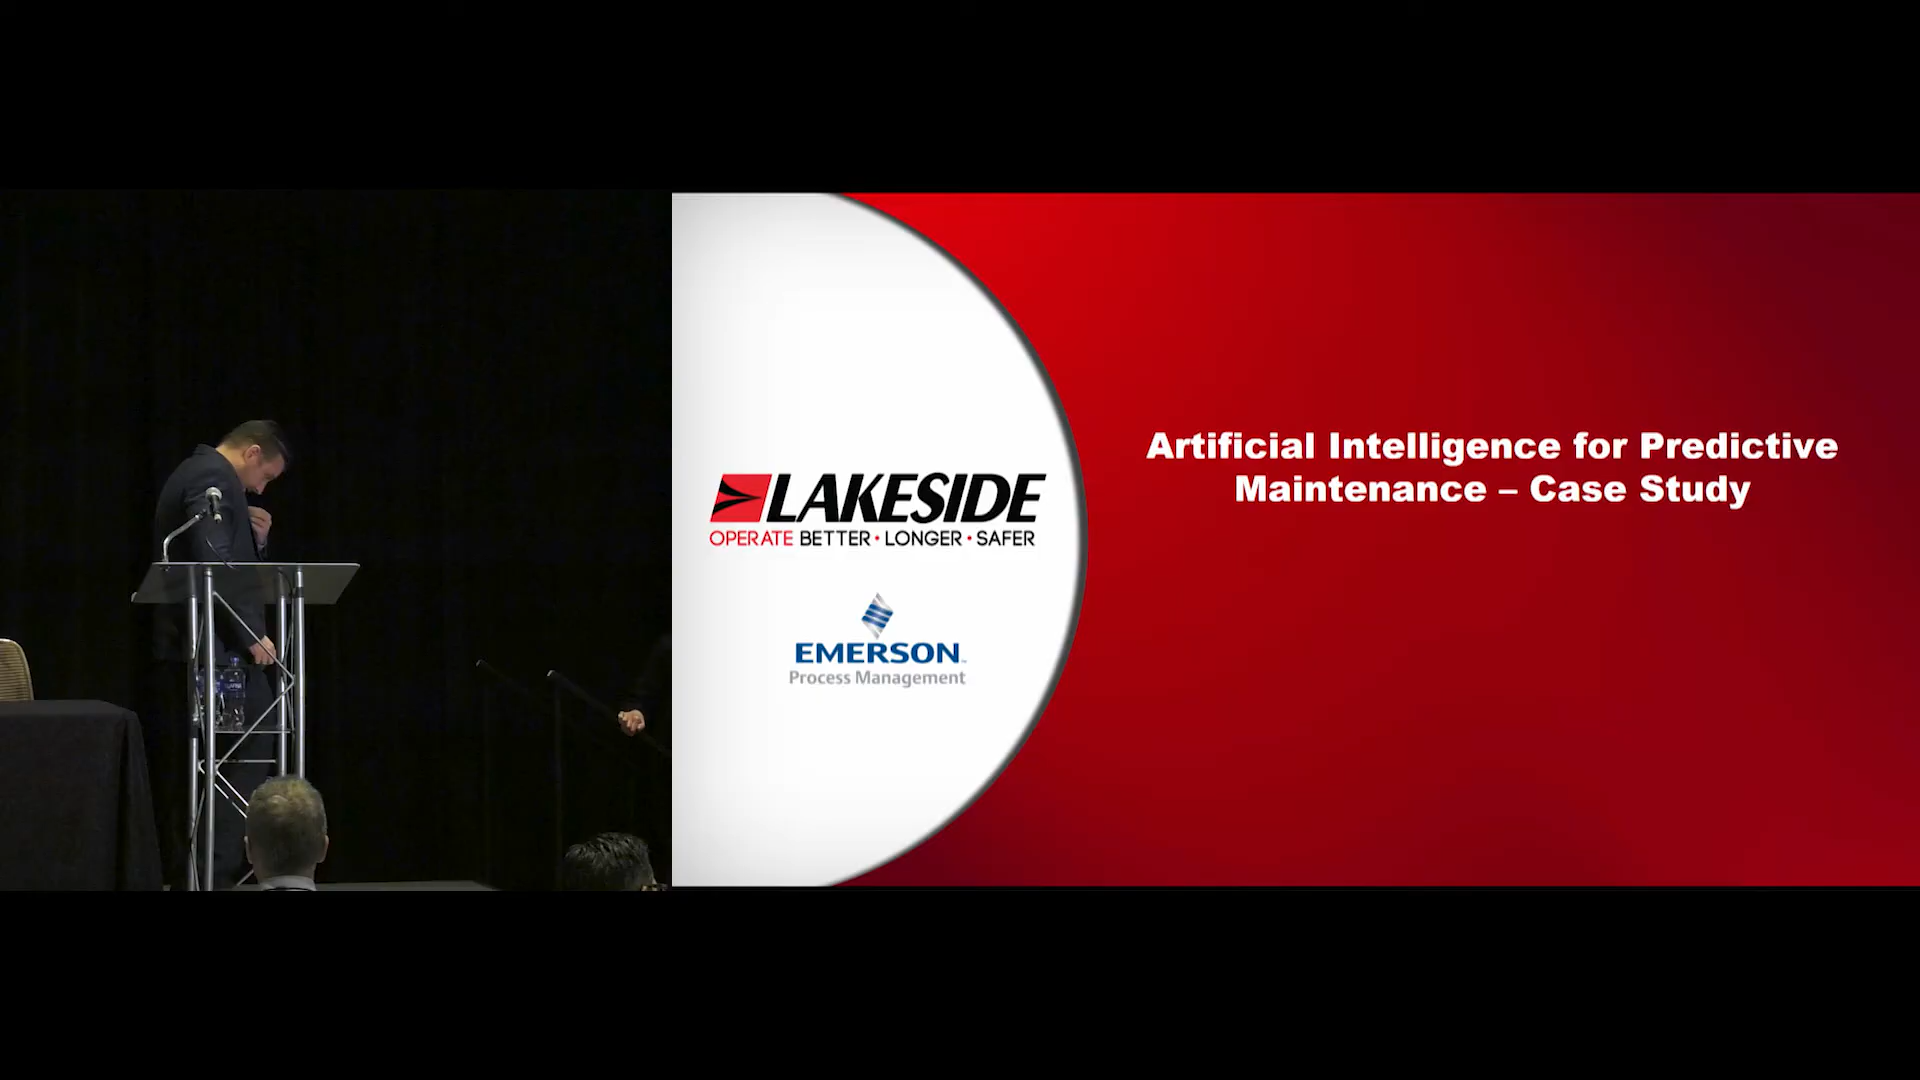 LAKESIDE
OPERATE BETTER • LONGER • SAFER
EMERSON
Process Management
Artificial Intelligence for Predictive
Maintenance – Case Study